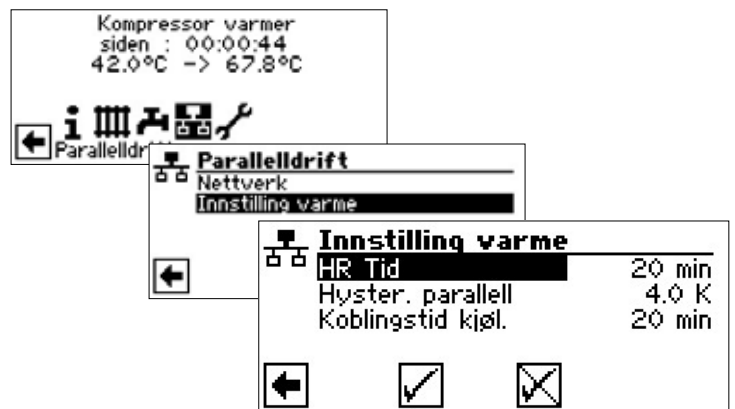 Kompressor varmer
siden : 00:00:44
42.0°C -> 67.8°C
Paralleldr
Parallelldrift
Nettverk
Innstilling varme
Innstilling varme
HR Tid 20 min
Hyster. parallell 4.0 K
Koblingstid kjøl. 20 min